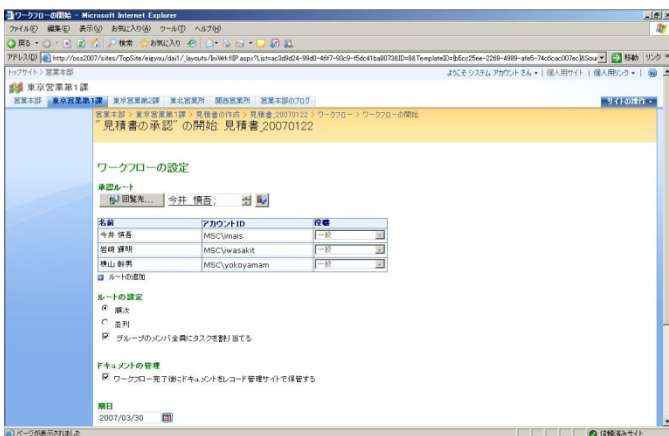 ワークフローの開始 - Microsoft Internet Explorer
ファイル(F) 編集(E) 表示(V) お気に入り(A) ツール(T) ヘルプ(H)
戻る 検索 お気に入り
アドレス(D) 移動 リンク
トップサイト > 営業本部 ようこそ システム アカウント さん 個人用サイト 個人用リンク
東京営業第1課
営業本部 東京営業第1課 東京営業第2課 東北営業所 関西営業所 営業本部のブログ サイトの操作
営業本部 > 東京営業第1課 > 見積書の作成 > 見積書_20070122 > ワークフロー > ワークフローの開始
"見積書の承認" の開始 見積書_20070122
ワークフローの設定
承認ルート
回覧先... 今井 慎吾;
名前 アカウントID 役職
今井 慎吾 MSC\imais 一般
岩崎 輝明 MSC\iwasakit 一般
横山 幹男 MSC\yokoyamam 一般
ルートの追加
ルートの設定
順次
並列
グループのメンバ全員にタスクを割り当てる
ドキュメントの管理
ワークフロー完了後にドキュメントをレコード管理サイトで保管する
期日
2007/03/30
ページが表示されました 信頼済みサイト